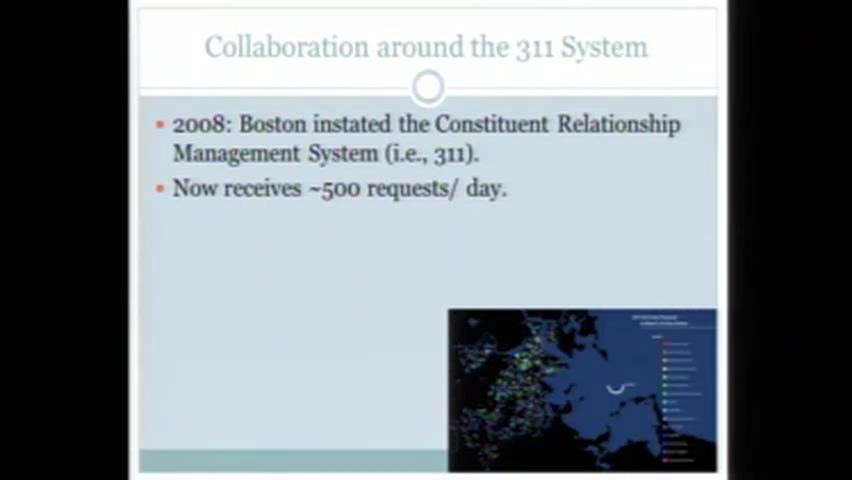 Collaboration around the 311 System
• 2008: Boston instated the Constituent Relationship
Management System (i.e., 311).
• Now receives ~500 requests/ day.